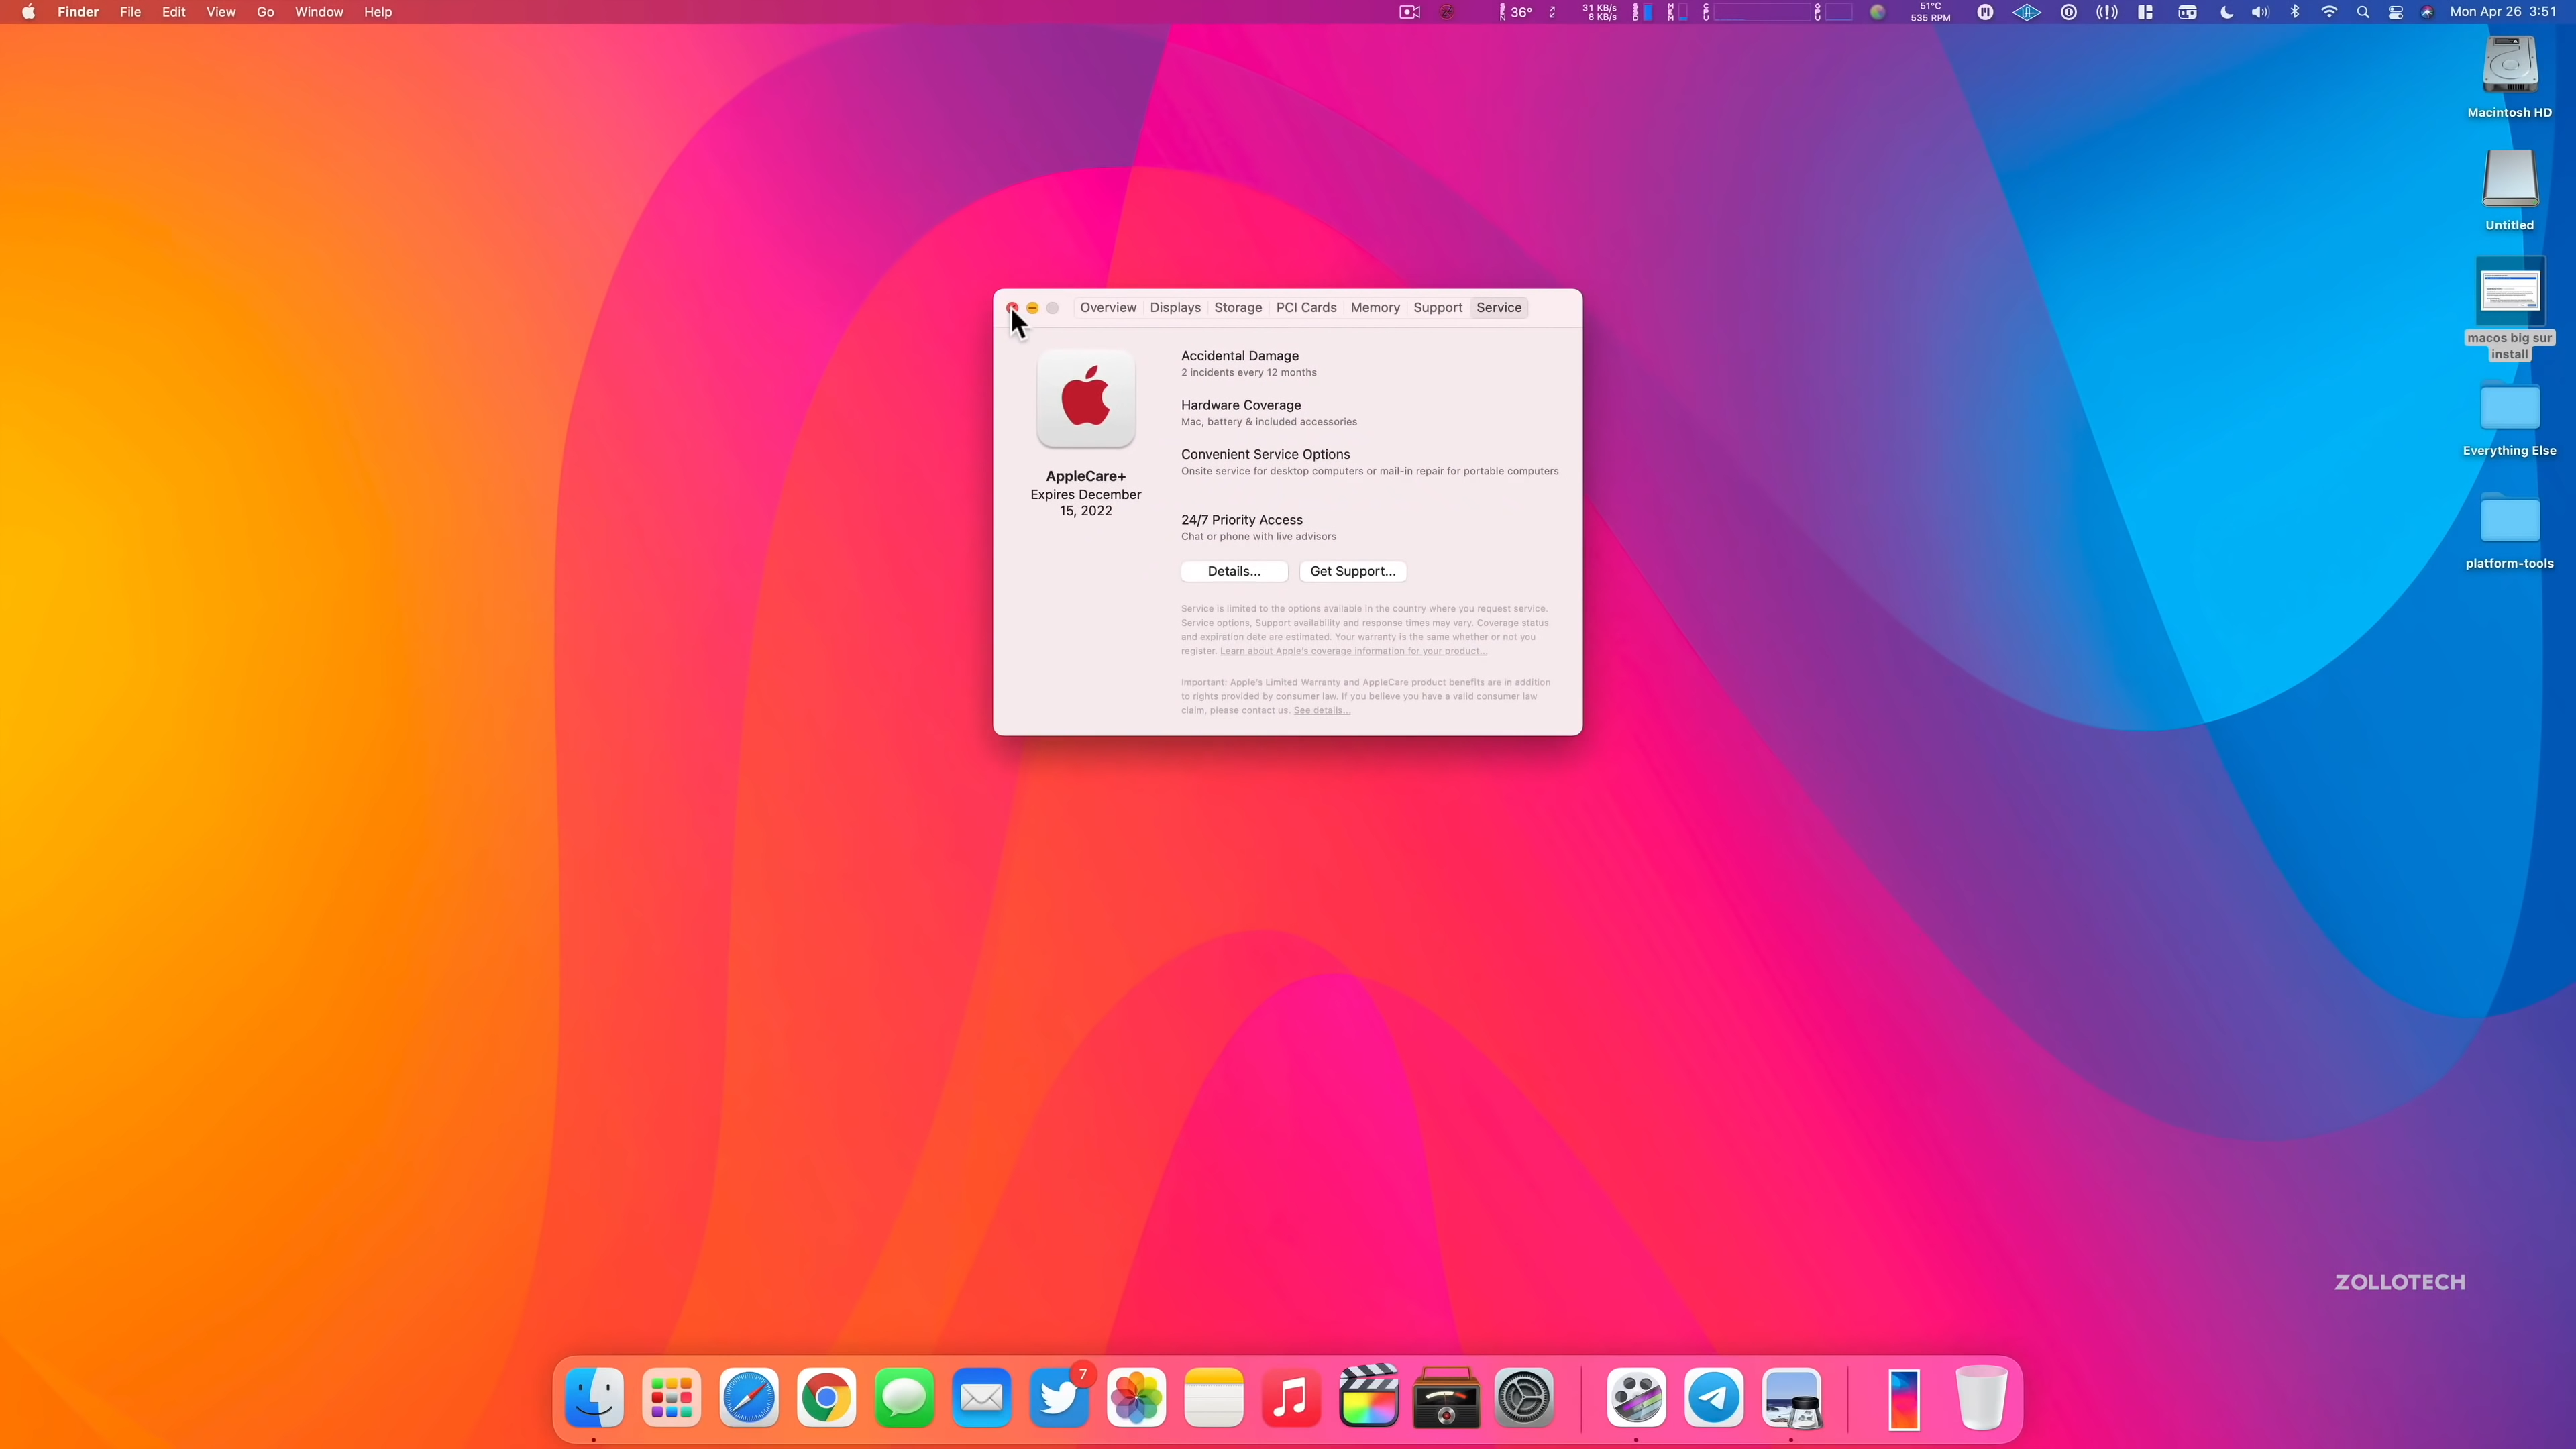 Finder File Edit View Go Window Help
SEN 36° 31 KB/s 8 KB/s SSD MEM CPU GPU 51°C 535 RPM Mon Apr 26 3:51
Macintosh HD
Untitled
macos big sur
install
Everything Else
platform-tools
Overview Displays Storage PCI Cards Memory Support Service
AppleCare+
Expires December
15, 2022
Accidental Damage
2 incidents every 12 months
Hardware Coverage
Mac, battery & included accessories
Convenient Service Options
Onsite service for desktop computers or mail-in repair for portable computers
24/7 Priority Access
Chat or phone with live advisors
Details... Get Support...
Service is limited to the options available in the country where you request service.
Service options, Support availability and response times may vary. Coverage status
and expiration date are estimated. Your warranty is the same whether or not you
register. Learn about Apple's coverage information for your product...
Important: Apple's Limited Warranty and AppleCare product benefits are in addition
to rights provided by consumer law. If you believe you have a valid consumer law
claim, please contact us. See details...
ZOLLOTECH
7